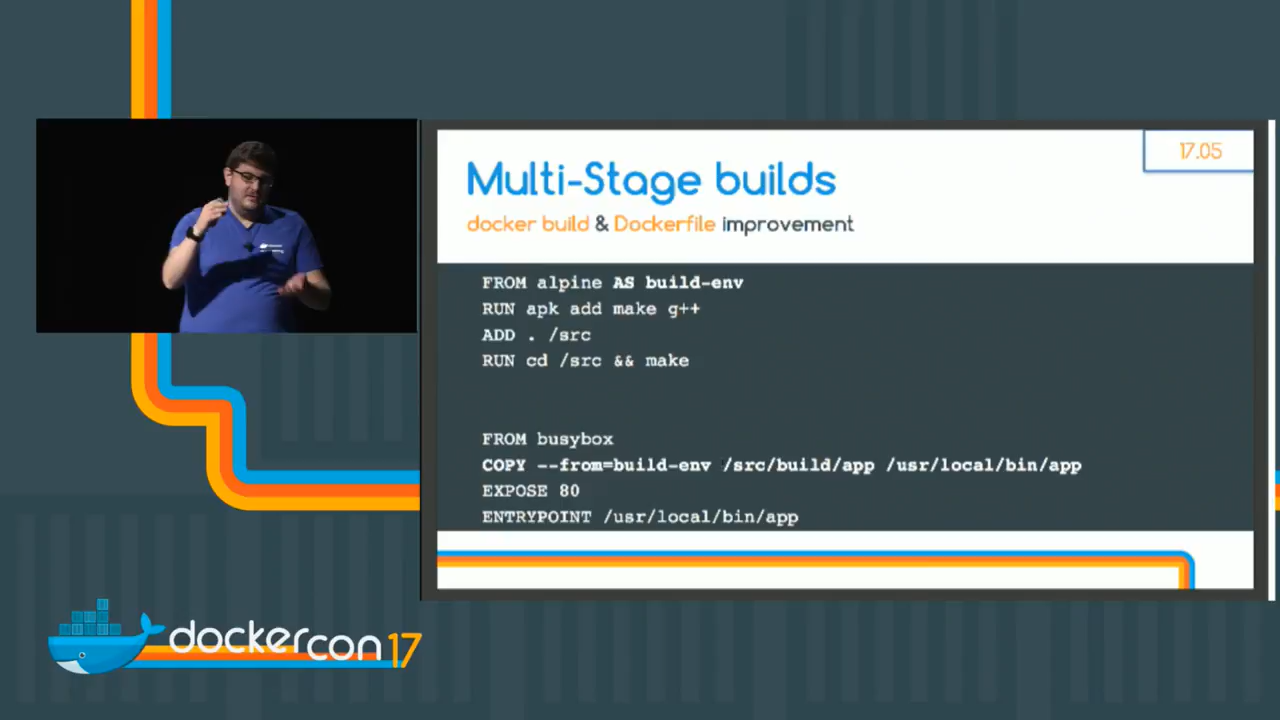 17.05
Multi-Stage builds
docker build & Dockerfile improvement
FROM alpine AS build-env
RUN apk add make g++
ADD . /src
RUN cd /src && make
FROM busybox
COPY --from=build-env /src/build/app /usr/local/bin/app
EXPOSE 80
ENTRYPOINT /usr/local/bin/app
dockercon17